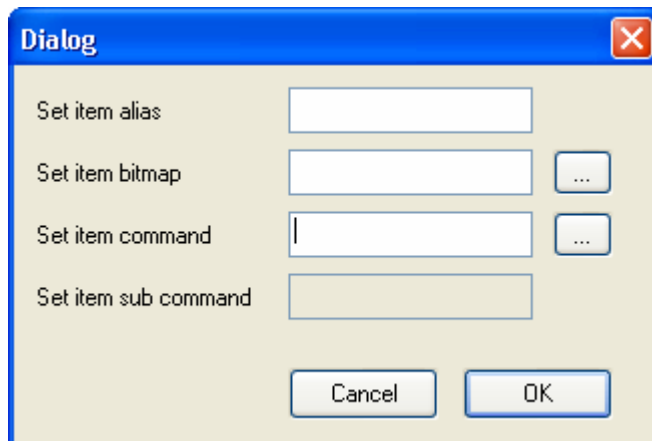 Dialog
Set item alias
Set item bitmap ...
Set item command ...
Set item sub command
Cancel OK